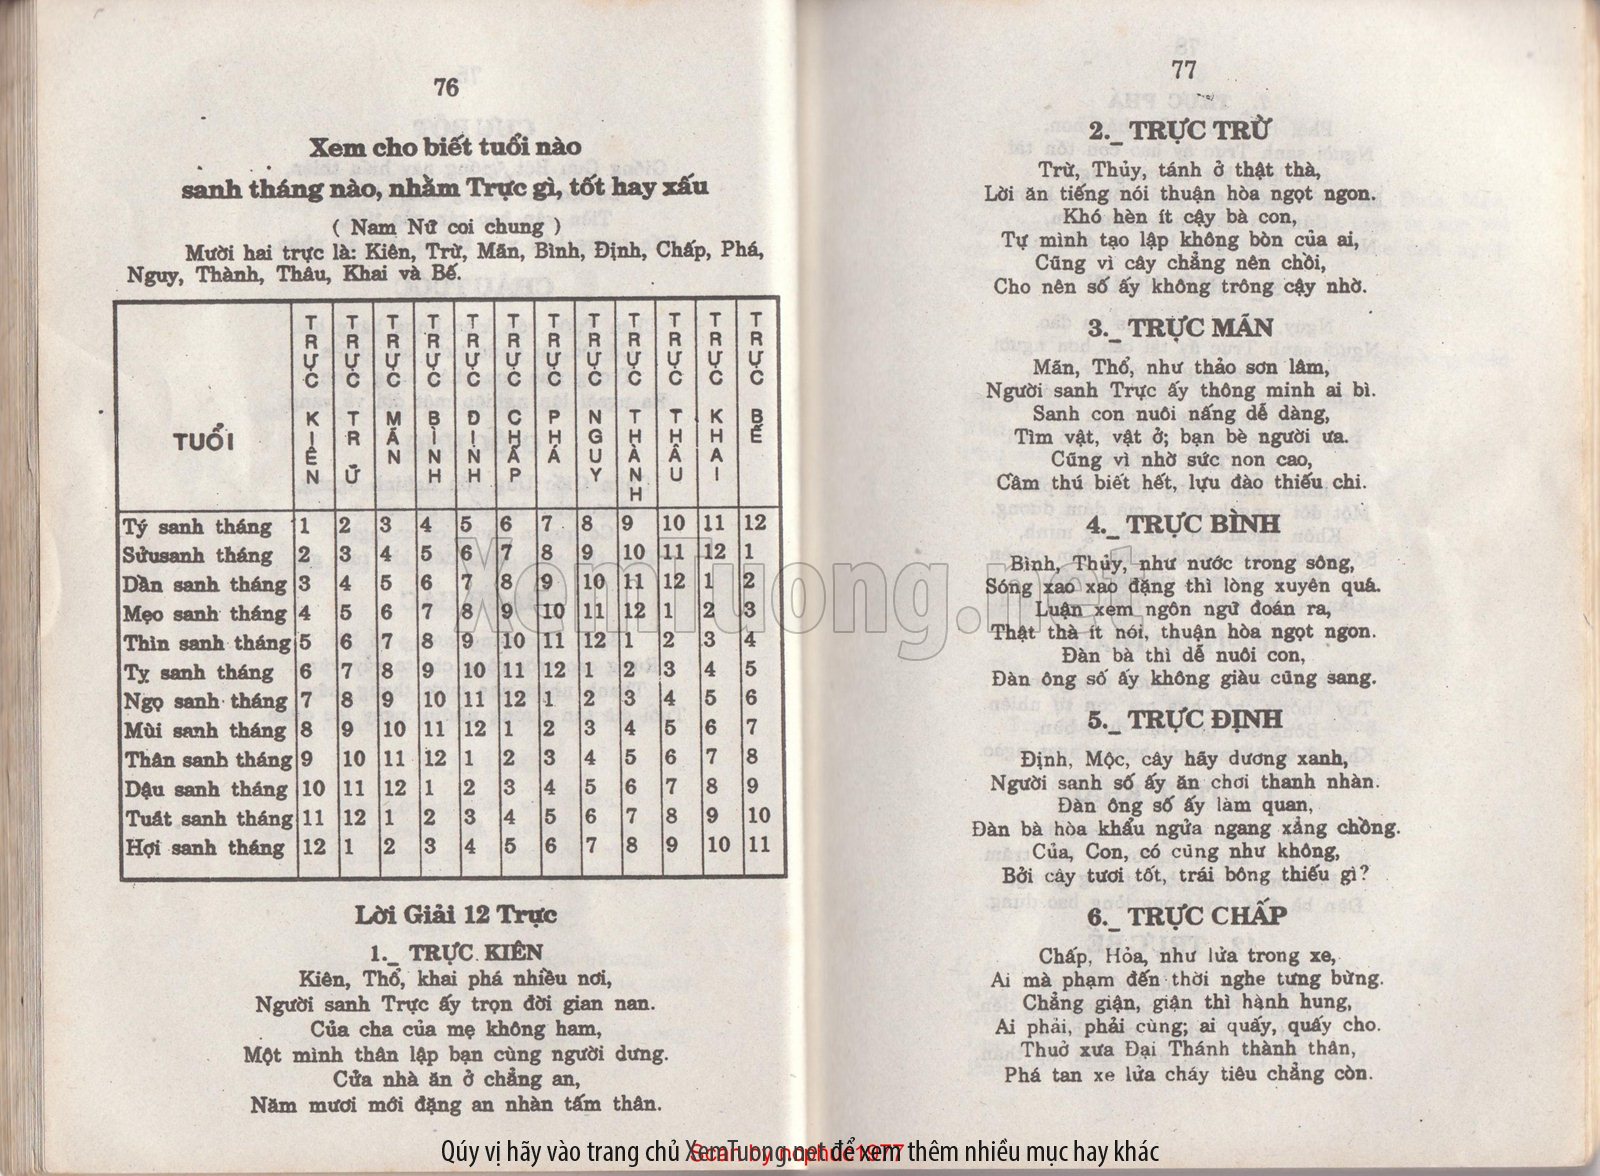 76
Xem cho biết tuổi nào
sanh tháng nào, nhằm Trực gì, tốt hay xấu
( Nam Nữ coi chung )
Mười hai trực là: Kiên, Trừ, Mãn, Bình, Định, Chấp, Phá,
Nguy, Thành, Thâu, Khai và Bế.
TUỔI TRỰC KIÊN TRỰC TRỪ TRỰC MÃN TRỰC BÌNH TRỰC ĐỊNH TRỰC CHẤP TRỰC PHÁ TRỰC NGUY TRỰC THÀNH TRỰC THÂU TRỰC KHAI TRỰC BẾ
Tý sanh tháng 1 2 3 4 5 6 7 8 9 10 11 12
Sửusanh tháng 2 3 4 5 6 7 8 9 10 11 12 1
Dần sanh tháng 3 4 5 6 7 8 9 10 11 12 1 2
Mẹo sanh tháng 4 5 6 7 8 9 10 11 12 1 2 3
Thìn sanh tháng 5 6 7 8 9 10 11 12 1 2 3 4
Tỵ sanh tháng 6 7 8 9 10 11 12 1 2 3 4 5
Ngọ sanh tháng 7 8 9 10 11 12 1 2 3 4 5 6
Mùi sanh tháng 8 9 10 11 12 1 2 3 4 5 6 7
Thân sanh tháng 9 10 11 12 1 2 3 4 5 6 7 8
Dậu sanh tháng 10 11 12 1 2 3 4 5 6 7 8 9
Tuất sanh tháng 11 12 1 2 3 4 5 6 7 8 9 10
Hợi sanh tháng 12 1 2 3 4 5 6 7 8 9 10 11
Lời Giải 12 Trực
1._ TRỰC KIÊN
Kiên, Thổ, khai phá nhiều nơi,
Người sanh Trực ấy trọn đời gian nan.
Của cha của mẹ không ham,
Một mình thân lập bạn cùng người dưng.
Cửa nhà ăn ở chẳng an,
Năm mươi mới đặng an nhàn tấm thân.
77
2._ TRỰC TRỪ
Trừ, Thủy, tánh ở thật thà,
Lời ăn tiếng nói thuận hòa ngọt ngon.
Khó hèn ít cậy bà con,
Tự mình tạo lập không bòn của ai,
Cũng vì cây chẳng nên chồi,
Cho nên số ấy không trông cậy nhờ.
3._ TRỰC MÃN
Mãn, Thổ, như thảo sơn lâm,
Người sanh Trực ấy thông minh ai bì.
Sanh con nuôi nấng dễ dàng,
Tìm vật, vật ở; bạn bè người ưa.
Cũng vì nhờ sức non cao,
Cầm thú biết hết, lựu đào thiếu chi.
4._ TRỰC BÌNH
Bình, Thủy, như nước trong sông,
Sóng xao xao đặng thì lòng xuyên quá.
Luận xem ngôn ngữ đoán ra,
Thật thà ít nói, thuận hòa ngọt ngon.
Đàn bà thì dễ nuôi con,
Đàn ông số ấy không giàu cũng sang.
5._ TRỰC ĐỊNH
Định, Mộc, cây hãy dương xanh,
Người sanh số ấy ăn chơi thanh nhàn.
Đàn ông số ấy làm quan,
Đàn bà hòa khẩu ngửa ngang xẳng chồng.
Của, Con, có cũng như không,
Bởi cây tươi tốt, trái bông thiếu gì?
6._ TRỰC CHẤP
Chấp, Hỏa, như lửa trong xe,
Ai mà phạm đến thời nghe tưng bừng.
Chẳng giận, giận thì hành hung,
Ai phải, phải cùng; ai quấy, quấy cho.
Thuở xưa Đại Thánh thành thân,
Phá tan xe lửa cháy tiêu chẳng còn.
XemTuong.net
Qúy vị hãy vào trang chủ XemTuong.net để xem thêm nhiều mục hay khác
Scan by ncphuc1977